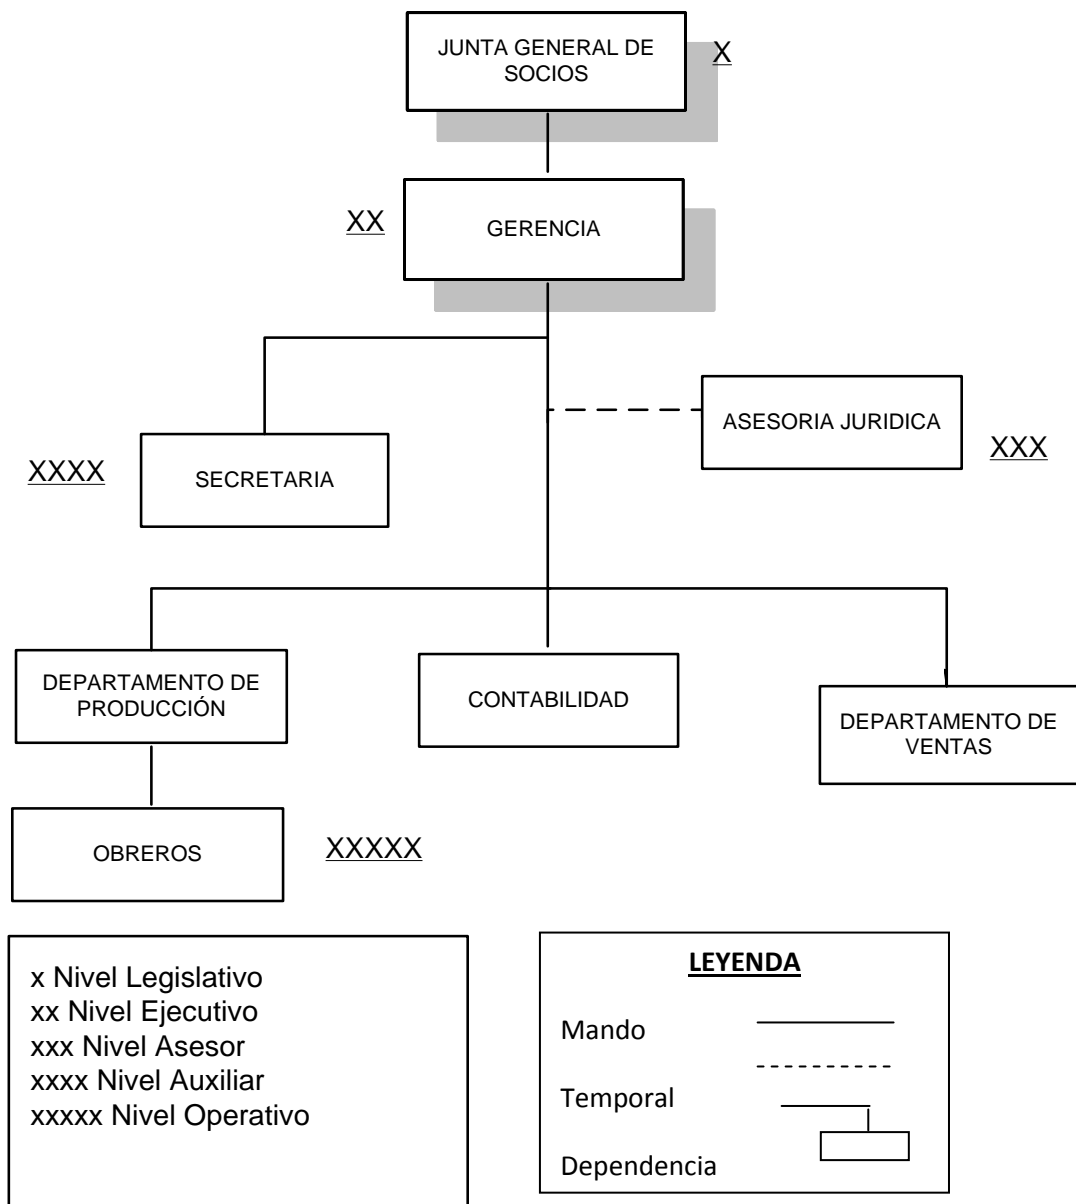 JUNTA GENERAL DE
SOCIOS
X
XX
GERENCIA
ASESORIA JURIDICA
XXX
XXXX
SECRETARIA
DEPARTAMENTO DE
PRODUCCIÓN
CONTABILIDAD
DEPARTAMENTO DE
VENTAS
OBREROS
XXXXX
x Nivel Legislativo
xx Nivel Ejecutivo
xxx Nivel Asesor
xxxx Nivel Auxiliar
xxxxx Nivel Operativo
LEYENDA
Mando
Temporal
Dependencia